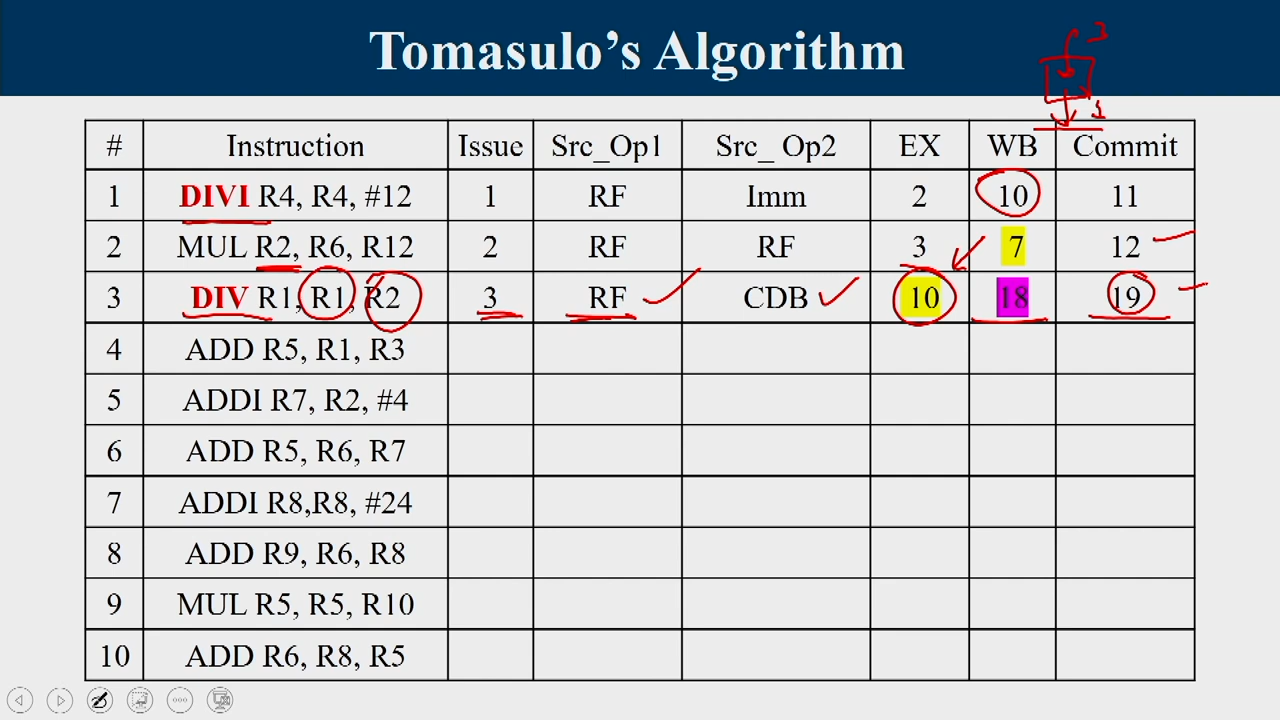 Tomasulo's Algorithm
# Instruction Issue Src_Op1 Src_ Op2 EX WB Commit
1 DIVI R4, R4, #12 1 RF Imm 2 10 11
2 MUL R2, R6, R12 2 RF RF 3 7 12
3 DIV R1, R1, R2 3 RF CDB 10 18 19
4 ADD R5, R1, R3
5 ADDI R7, R2, #4
6 ADD R5, R6, R7
7 ADDI R8,R8, #24
8 ADD R9, R6, R8
9 MUL R5, R5, R10
10 ADD R6, R8, R5